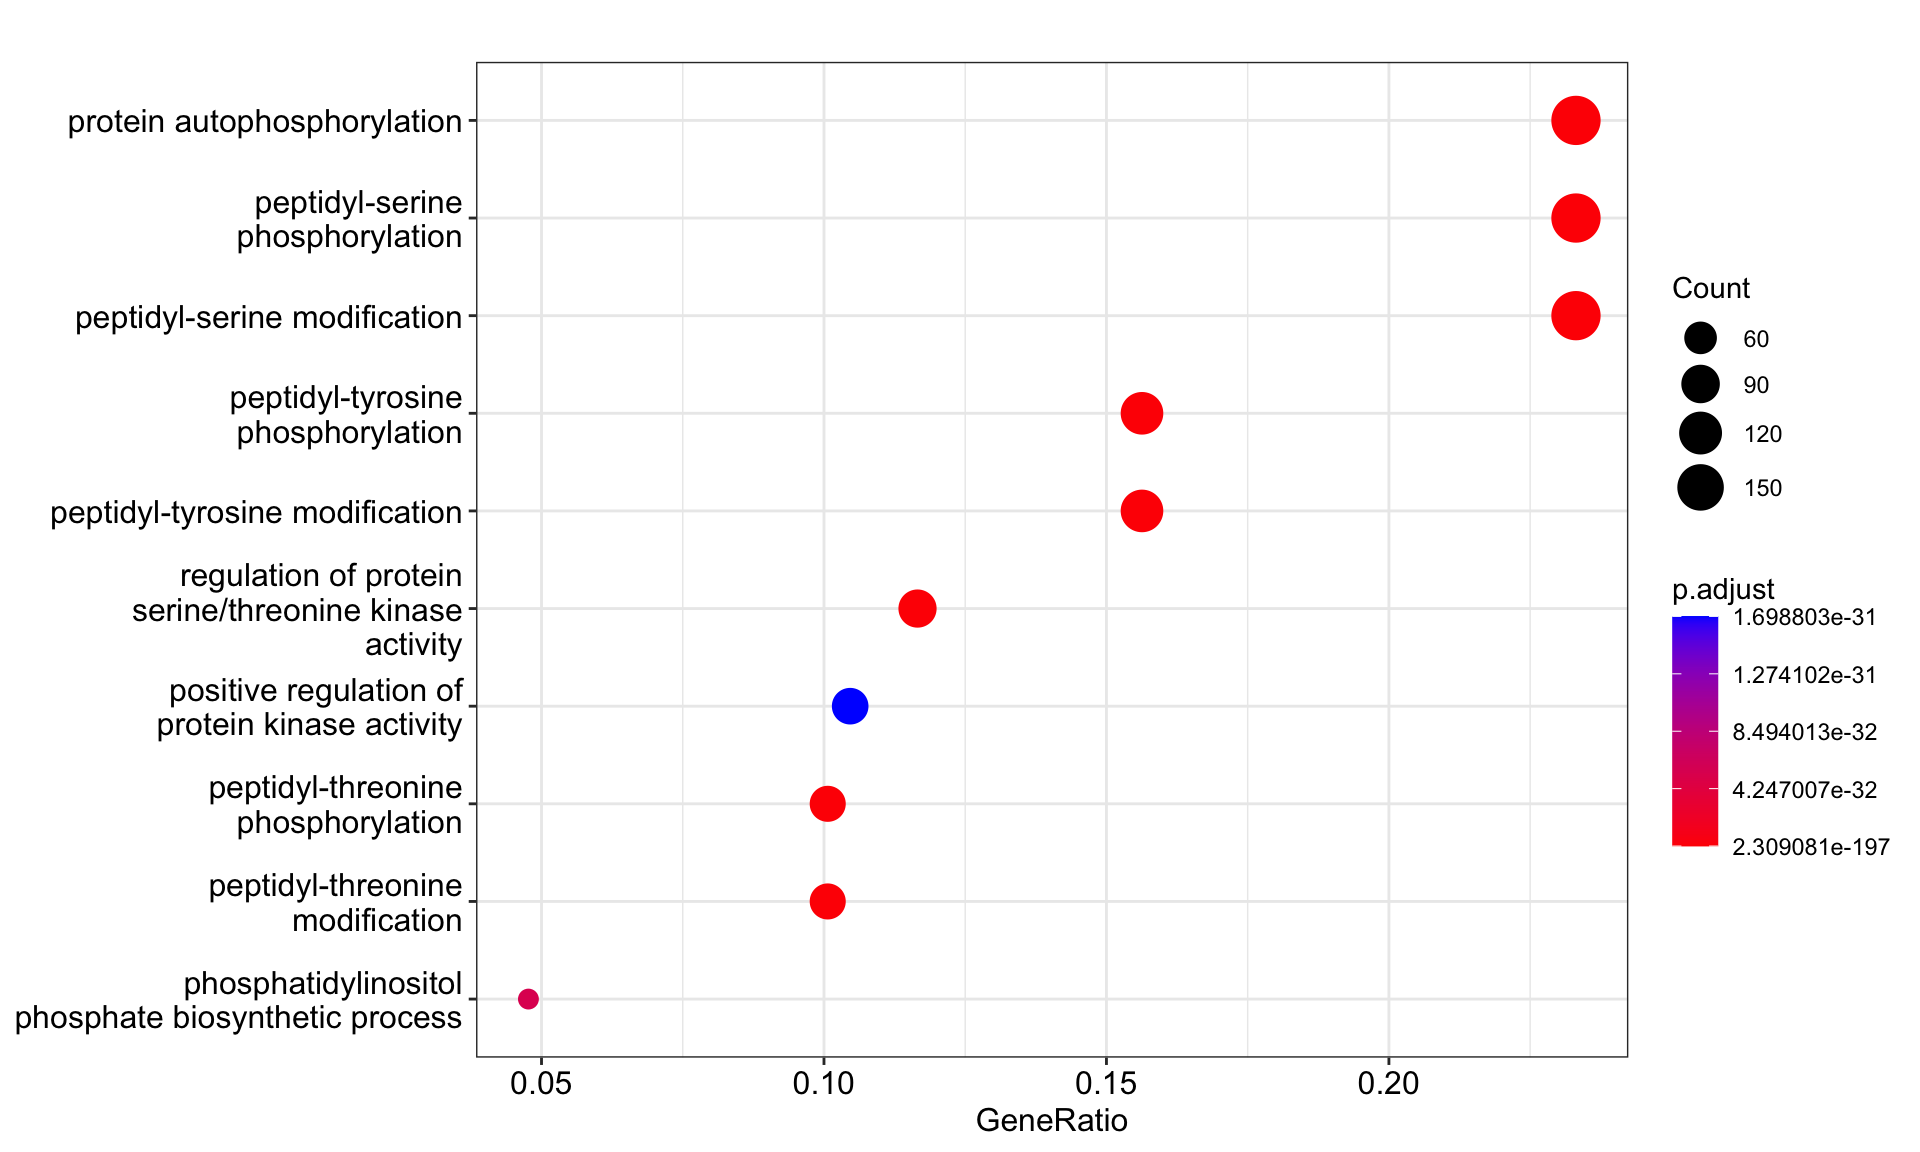 protein autophosphorylation
peptidyl-serine
phosphorylation
peptidyl-serine modification
peptidyl-tyrosine
phosphorylation
peptidyl-tyrosine modification
regulation of protein
serine/threonine kinase
activity
positive regulation of
protein kinase activity
peptidyl-threonine
phosphorylation
peptidyl-threonine
modification
phosphatidylinositol
phosphate biosynthetic process
0.05
0.10
0.15
0.20
GeneRatio
Count
60
90
120
150
p.adjust
1.698803e-31
1.274102e-31
8.494013e-32
4.247007e-32
2.309081e-197